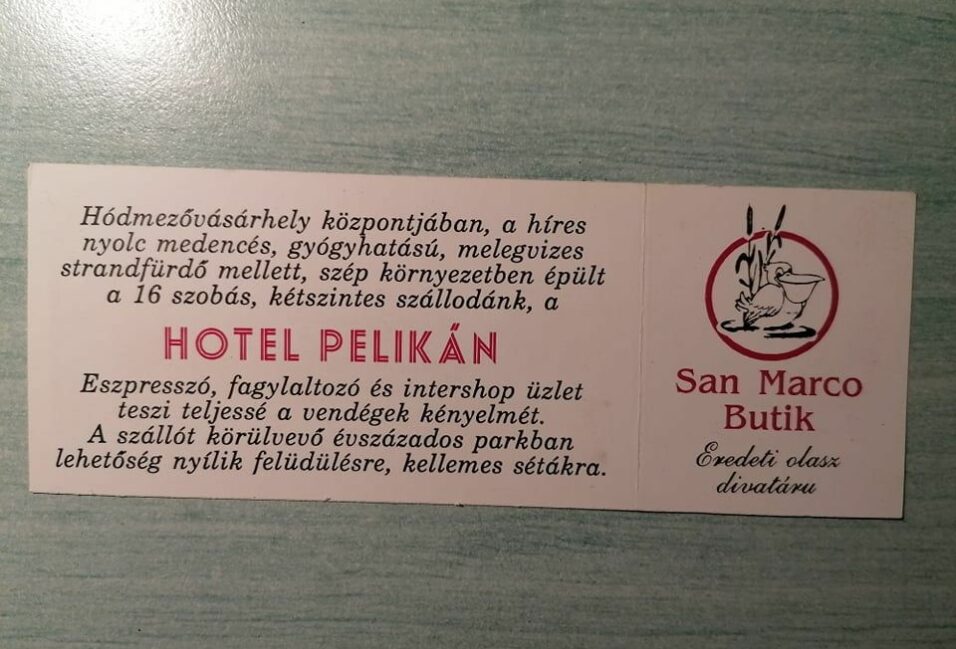 Hódmezővásárhely központjában, a híres
nyolc medencés, gyógyhatású, melegvizes
strandfürdő mellett, szép környezetben épült
a 16 szobás, kétszintes szállodánk, a
HOTEL PELIKÁN
Eszpresszó, fagylaltozó és intershop üzlet
teszi teljessé a vendégek kényelmét.
A szállót körülvevő évszázados parkban
lehetőség nyílik felüdülésre, kellemes sétákra.
San Marco
Butik
Eredeti olasz
divatáru